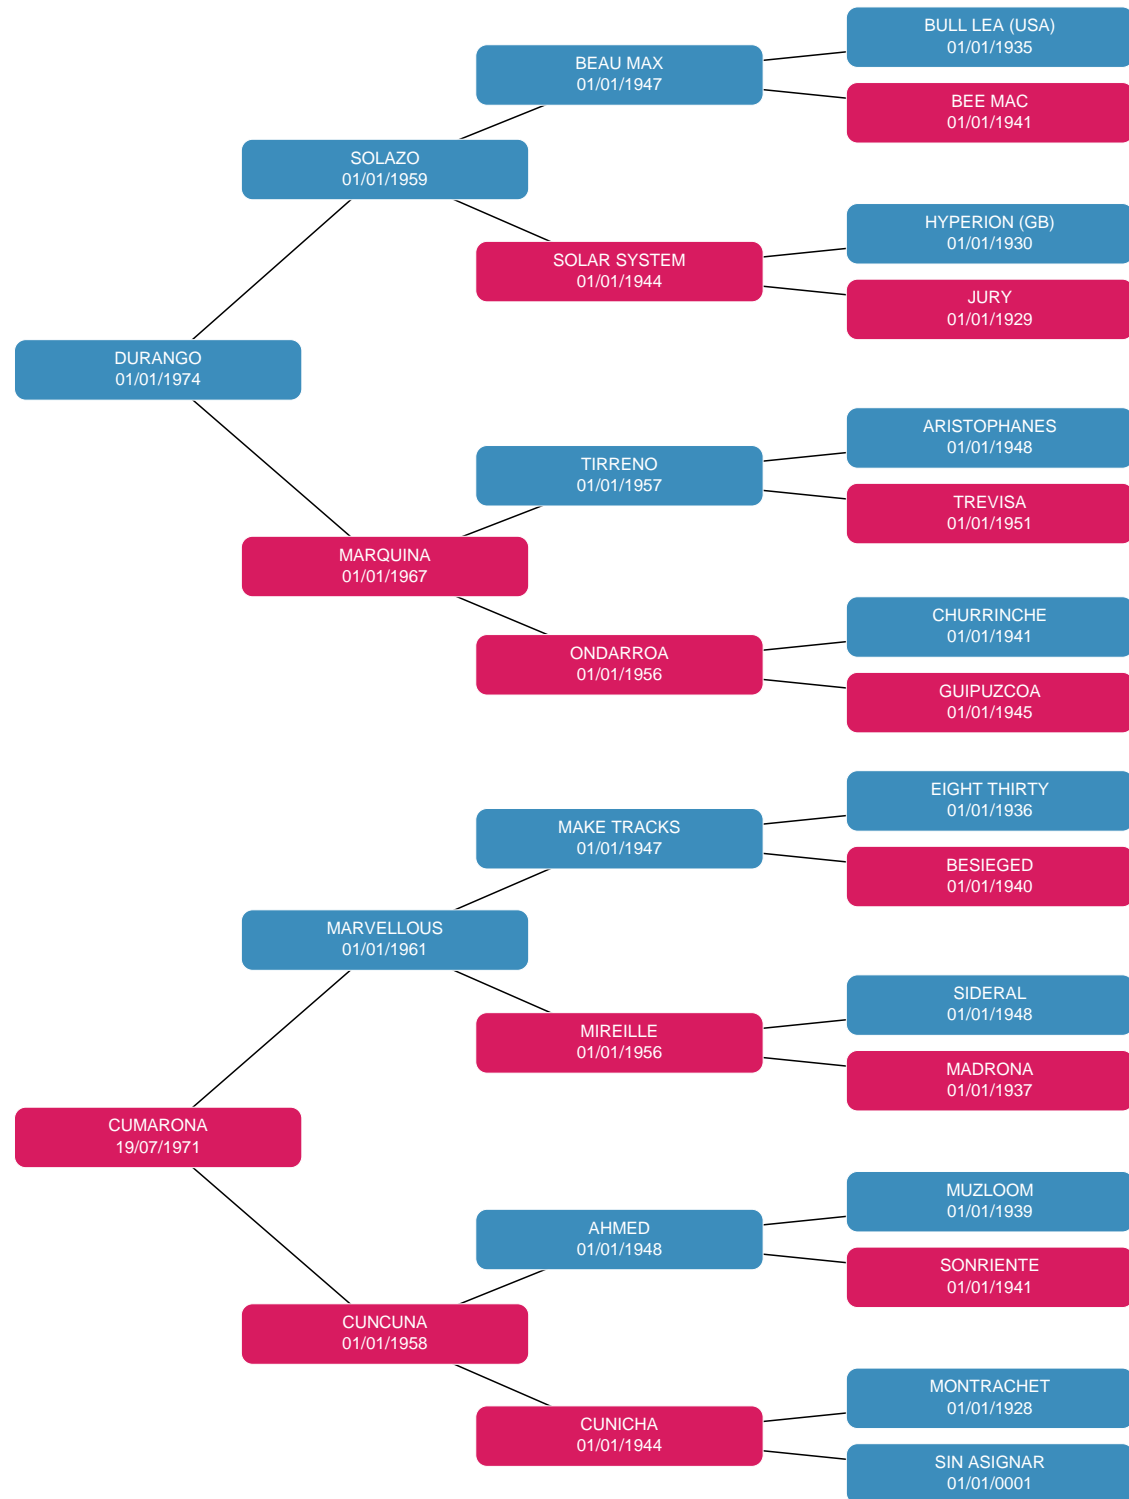 BULL LEA (USA)
01/01/1935
BEAU MAX
01/01/1947
BEE MAC
01/01/1941
SOLAZO
01/01/1959
HYPERION (GB)
01/01/1930
SOLAR SYSTEM
01/01/1944
JURY
01/01/1929
DURANGO
01/01/1974
ARISTOPHANES
01/01/1948
TIRRENO
01/01/1957
TREVISA
01/01/1951
MARQUINA
01/01/1967
CHURRINCHE
01/01/1941
ONDARROA
01/01/1956
GUIPUZCOA
01/01/1945
EIGHT THIRTY
01/01/1936
MAKE TRACKS
01/01/1947
BESIEGED
01/01/1940
MARVELLOUS
01/01/1961
SIDERAL
01/01/1948
MIREILLE
01/01/1956
MADRONA
01/01/1937
CUMARONA
19/07/1971
MUZLOOM
01/01/1939
AHMED
01/01/1948
SONRIENTE
01/01/1941
CUNCUNA
01/01/1958
MONTRACHET
01/01/1928
CUNICHA
01/01/1944
SIN ASIGNAR
01/01/0001